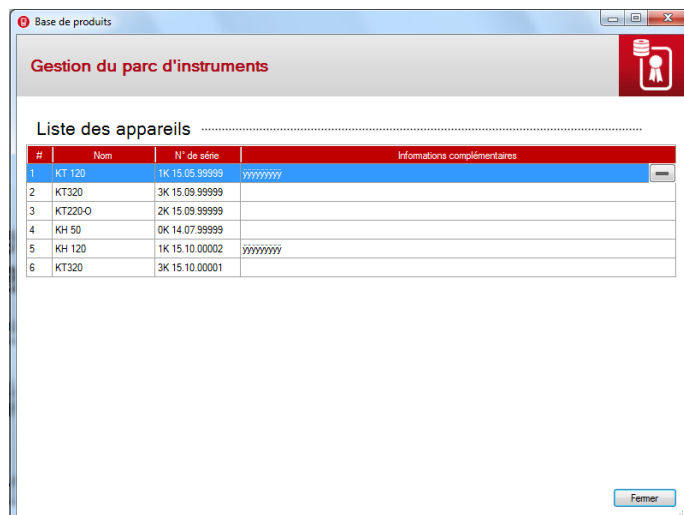 Base de produits
Gestion du parc d'instruments
Liste des appareils
# Nom N° de série Informations complémentaires
1 KT 120 1K 15.05.99999 ÿÿÿÿÿÿÿÿÿ
2 KT320 3K 15.09.99999
3 KT220-O 2K 15.09.99999
4 KH 50 0K 14.07.99999
5 KH 120 1K 15.10.00002 ÿÿÿÿÿÿÿÿÿ
6 KT320 3K 15.10.00001
Fermer